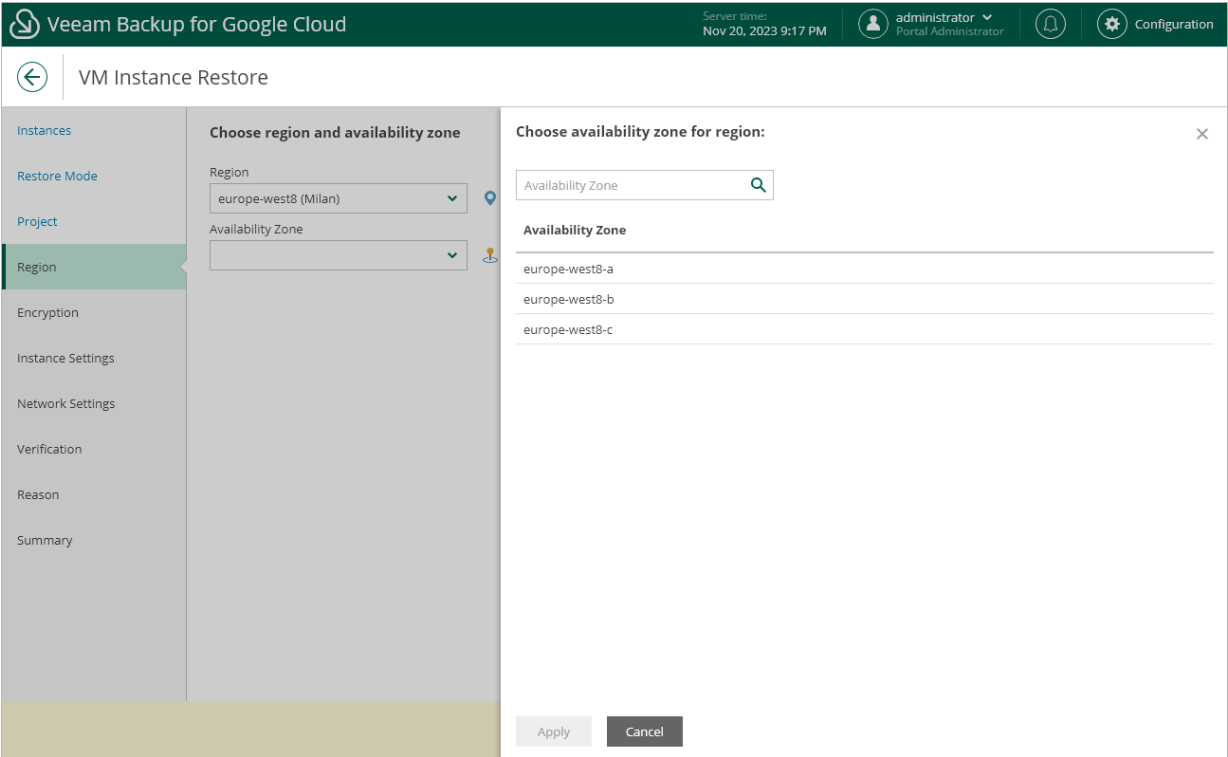 Veeam Backup for Google Cloud
Server time:
Nov 20, 2023 9:17 PM
administrator
Portal Administrator
Configuration
VM Instance Restore
Instances
Restore Mode
Project
Region
Encryption
Instance Settings
Network Settings
Verification
Reason
Summary
Choose region and availability zone
Region
europe-west8 (Milan)
Availability Zone
Choose availability zone for region:
Availability Zone
Availability Zone
europe-west8-a
europe-west8-b
europe-west8-c
Apply
Cancel